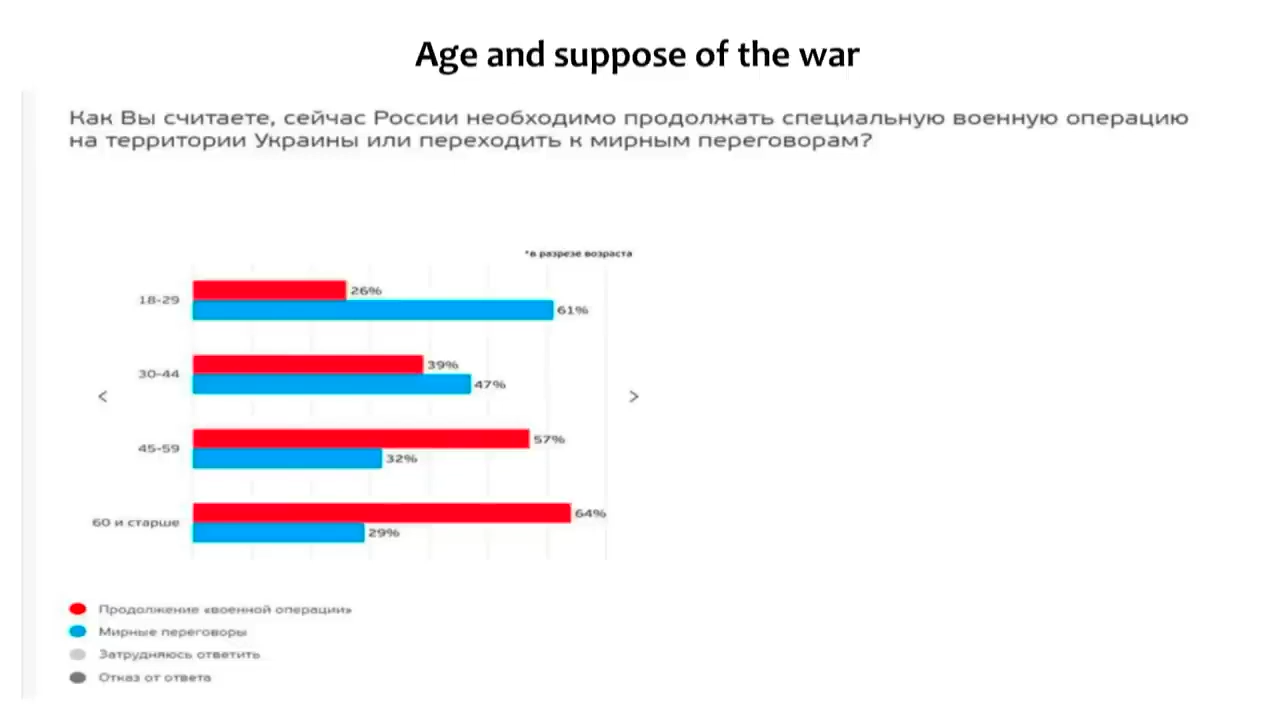 Age and suppose of the war
Как Вы считаете, сейчас России необходимо продолжать специальную военную операцию
на территории Украины или переходить к мирным переговорам?
*в разрезе возраста
18-29
26%
61%
30-44
39%
47%
<
>
45-59
57%
32%
60 и старше
64%
29%
Продолжение «военной операции»
Мирные переговоры
Затрудняюсь ответить
Отказ от ответа